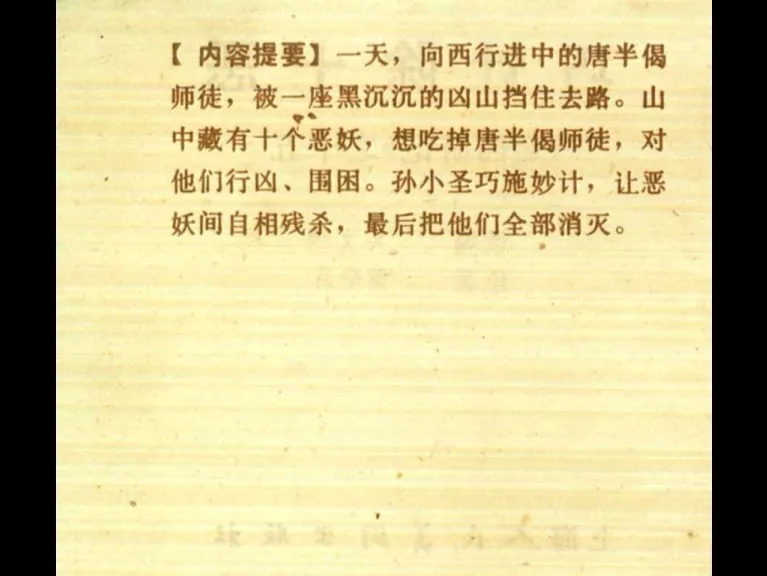 【 内容提要】一天，向西行进中的唐半偈
师徒，被一座黑沉沉的凶山挡住去路。山
中藏有十个恶妖，想吃掉唐半偈师徒，对
他们行凶、围困。孙小圣巧施妙计，让恶
妖间自相残杀，最后把他们全部消灭。